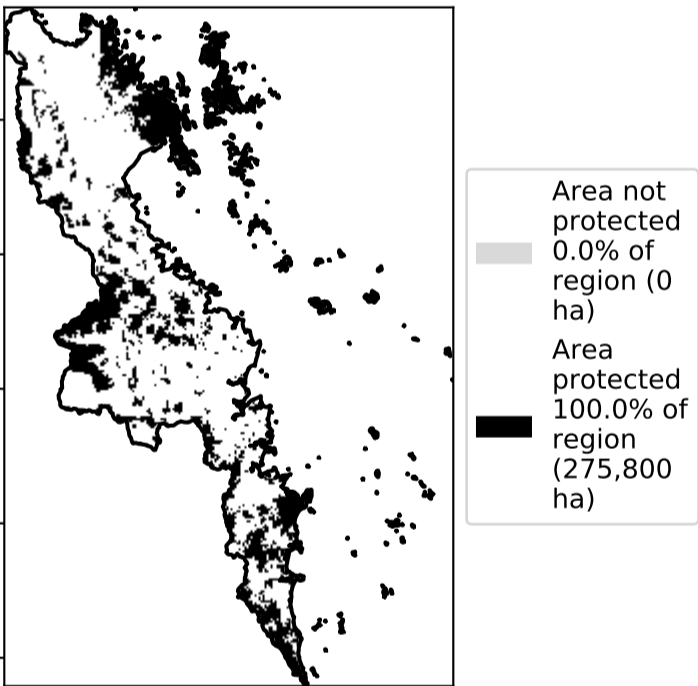 Area not
protected
0.0% of
region (0
ha)
Area
protected
100.0% of
region
(275,800
ha)